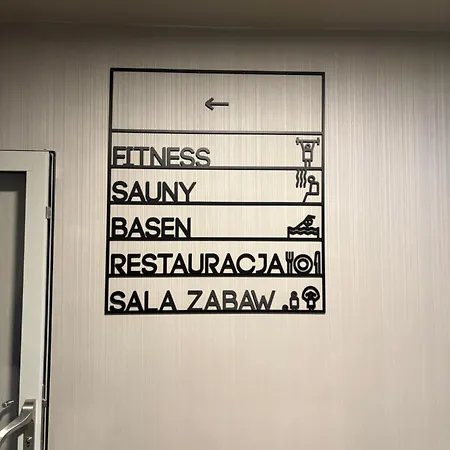 FITNESS
SAUNY
BASEN
RESTAURACJA
SALA ZABAW